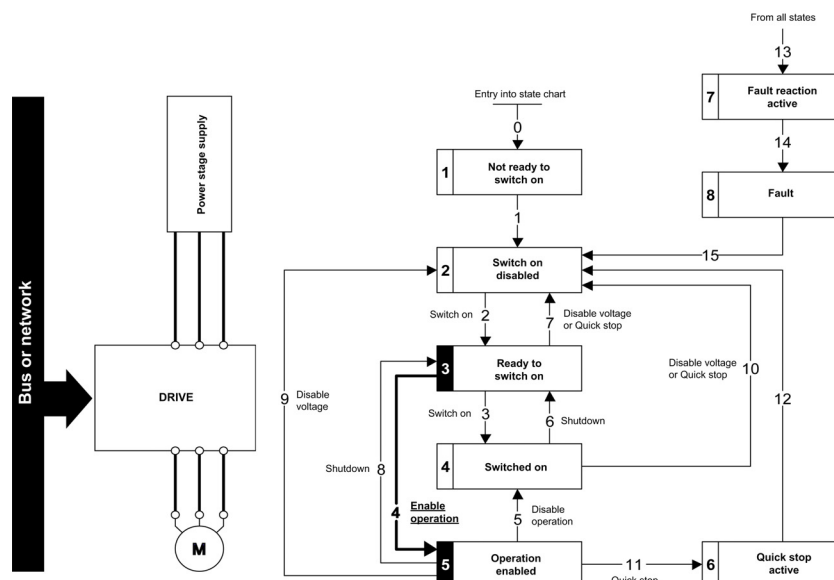 From all states
13
7
Fault reaction
active
14
8
Fault
15
Entry into state chart
0
1
Not ready to
switch on
1
2
Switch on
disabled
Switch on
2
7
Disable voltage
or Quick stop
3
Ready to
switch on
Switch on
3
6
Shutdown
4
Switched on
Disable voltage
or Quick stop
10
12
9
Disable
voltage
Shutdown
8
4
Enable
operation
5
Disable
operation
5
Operation
enabled
11
Quick stop
6
Quick stop
active
Bus or network
Power stage supply
DRIVE
M